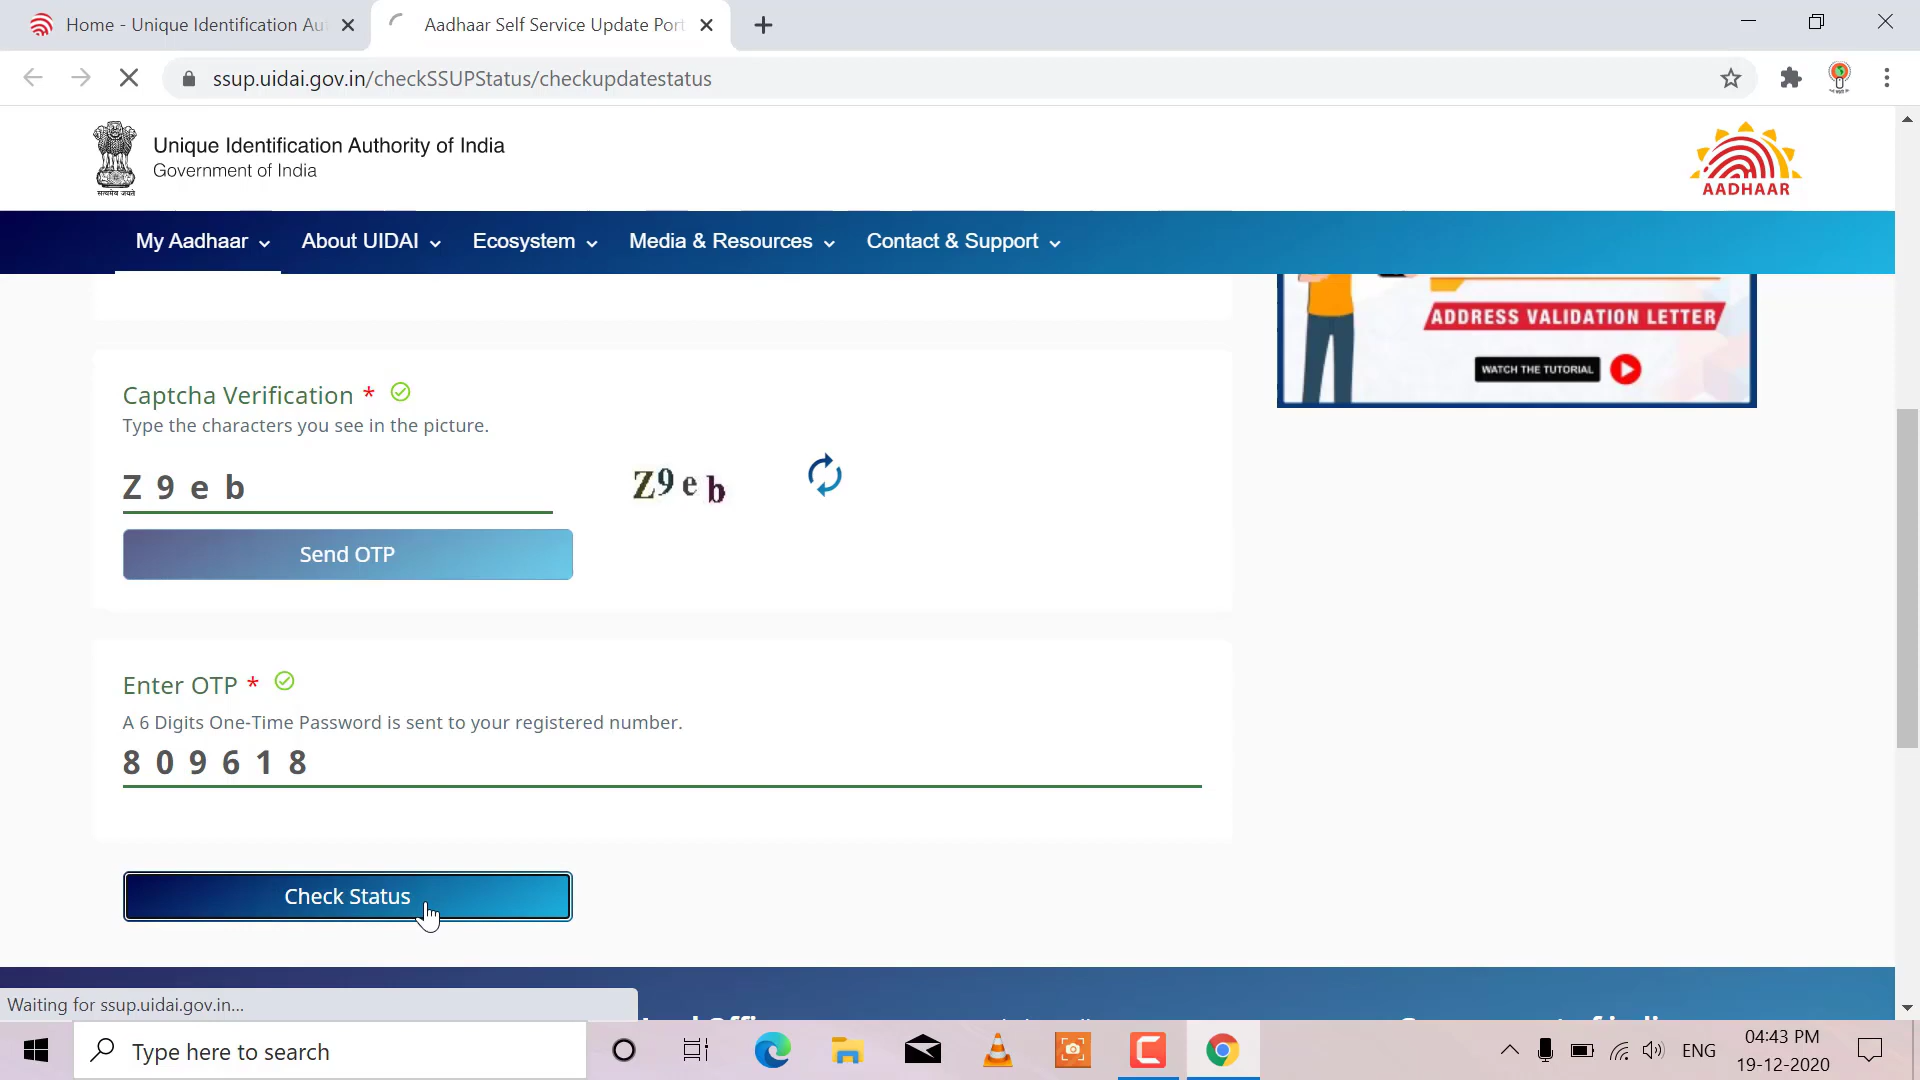 Home - Unique Identification Au
Aadhaar Self Service Update Port
ssup.uidai.gov.in/checkSSUPStatus/checkupdatestatus
Unique Identification Authority of India
Government of India
सत्यमेव जयते
AADHAAR
My Aadhaar
About UIDAI
Ecosystem
Media & Resources
Contact & Support
ADDRESS VALIDATION LETTER
WATCH THE TUTORIAL
Captcha Verification *
Type the characters you see in the picture.
Z 9 e b
Z9eb
Send OTP
Enter OTP *
A 6 Digits One-Time Password is sent to your registered number.
8 0 9 6 1 8
Check Status
Waiting for ssup.uidai.gov.in...
Type here to search
ENG
04:43 PM
19-12-2020